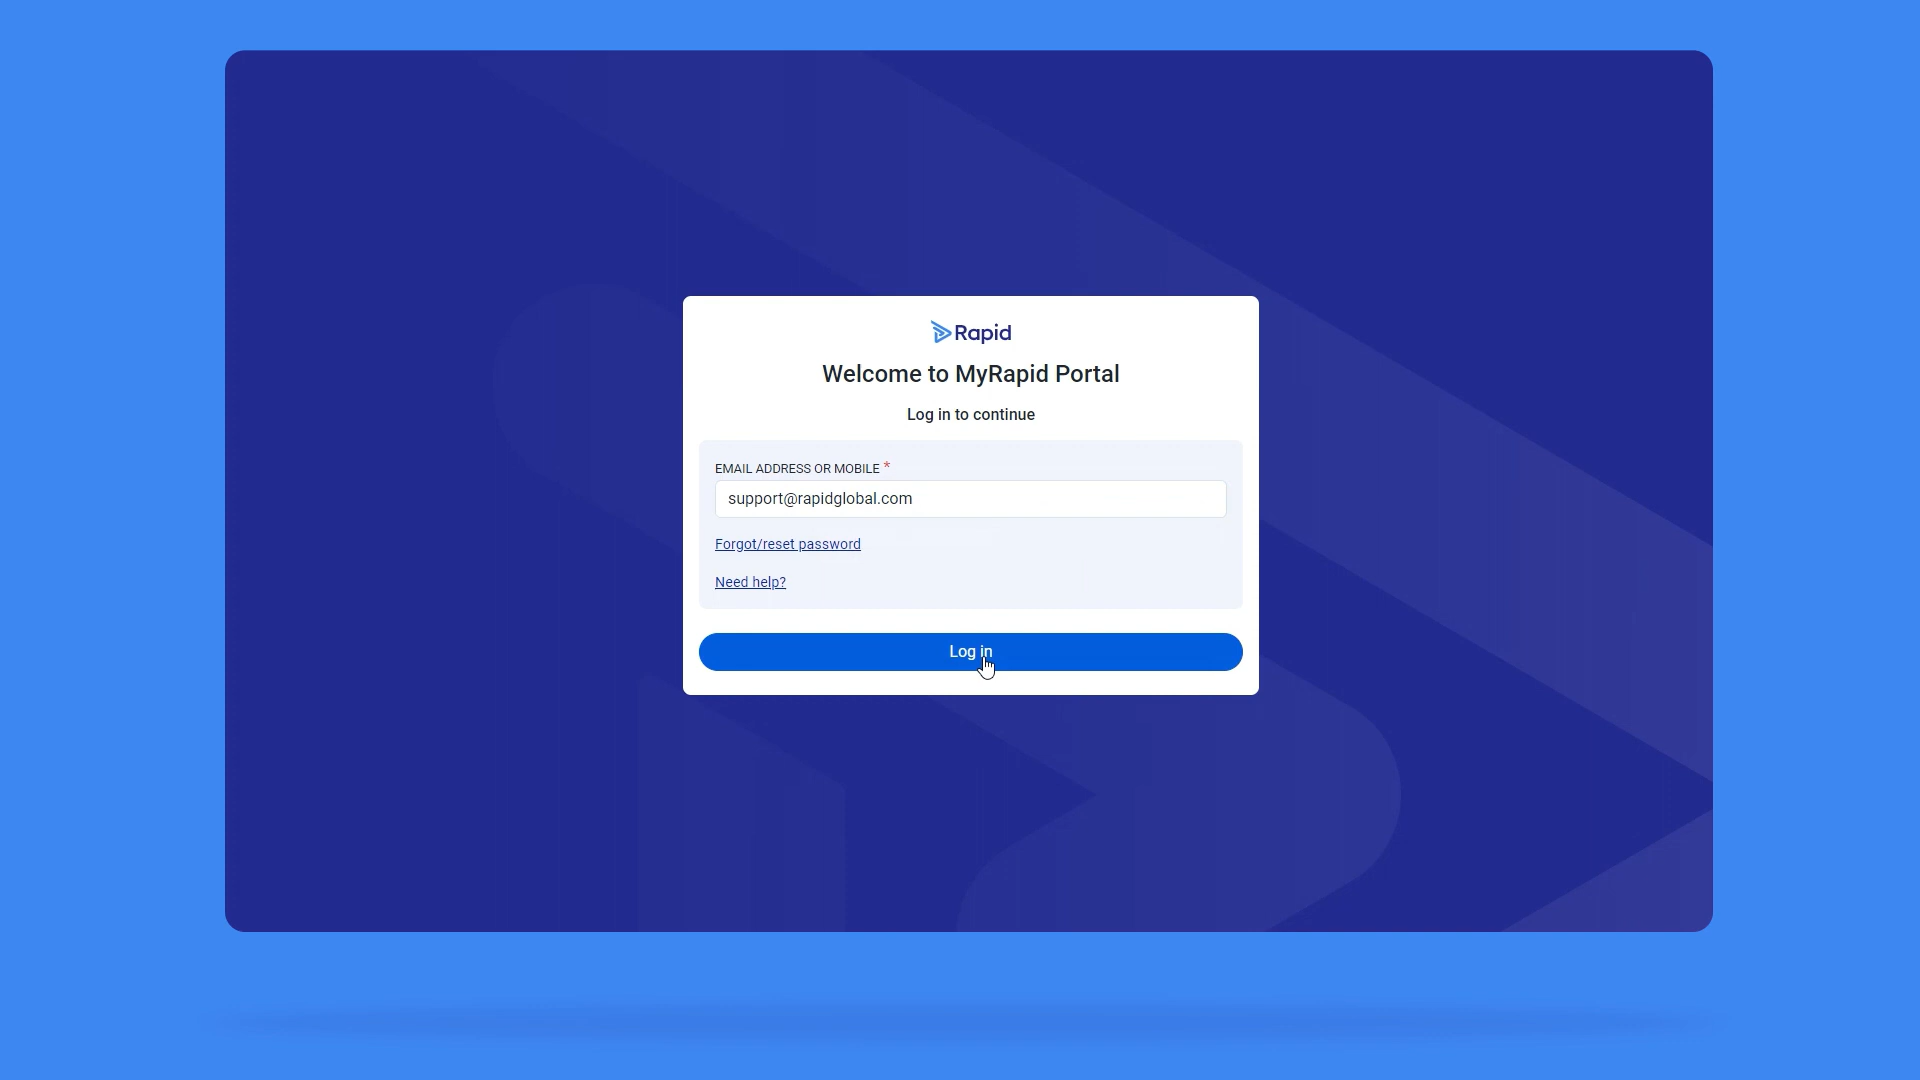 Rapid
Welcome to MyRapid Portal
Log in to continue
EMAIL ADDRESS OR MOBILE *
support@rapidglobal.com
Forgot/reset password
Need help?
Log in